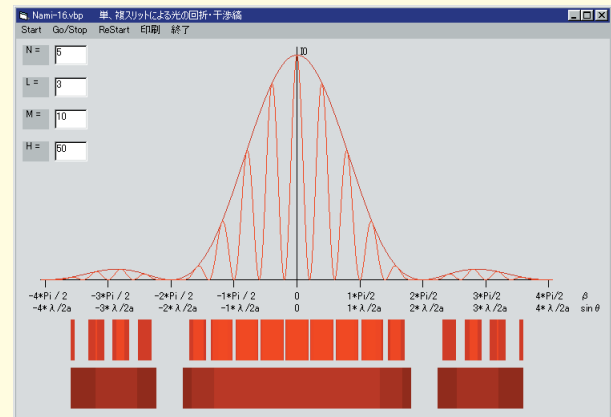 Nami-16.vbp 単、複スリットによる光の回折・干渉縞
Start Go/Stop ReStart 印刷 終了
N = 5
L = 3
M = 10
H = 50
I0
-4*Pi / 2 -3*Pi / 2 -2*Pi / 2 -1*Pi / 2 0 1*Pi/2 2*Pi/2 3*Pi/2 4*Pi/2 β
-4* λ/2a -3* λ/2a -2* λ/2a -1* λ/2a 0 1* λ/2a 2* λ/2a 3* λ/2a 4* λ/2a sinθ